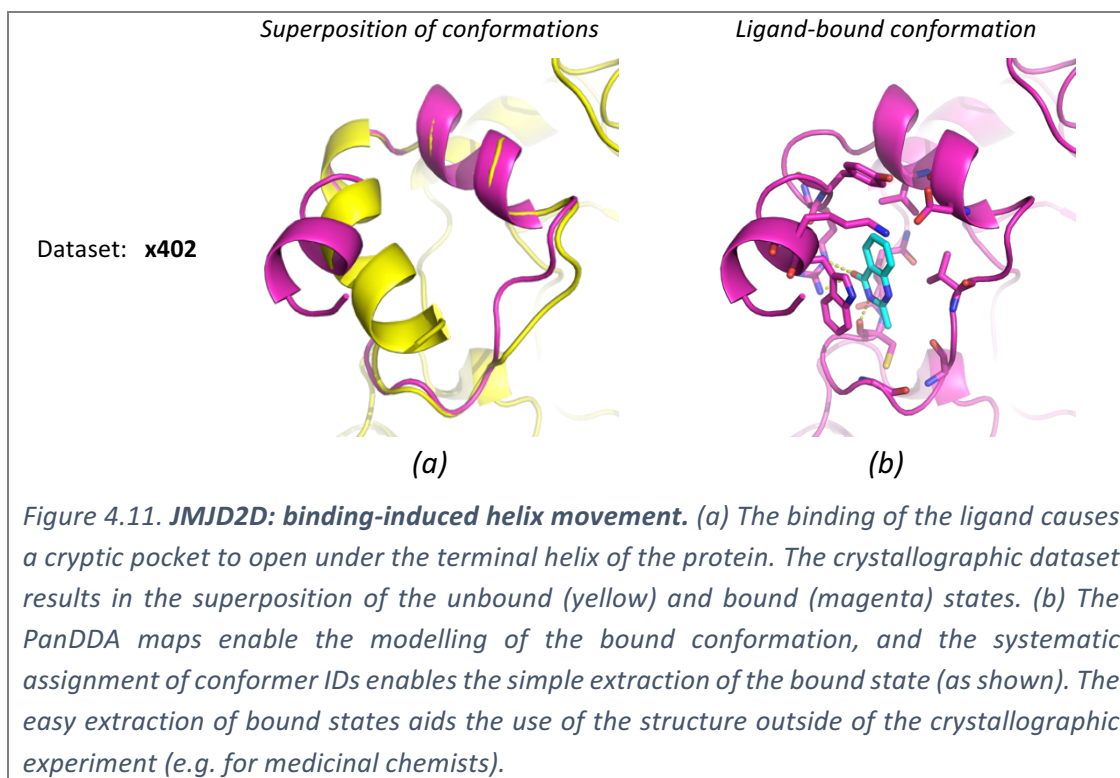 Superposition of conformations
Ligand-bound conformation
Dataset: x402
(a)
(b)
Figure 4.11. JMJD2D: binding-induced helix movement. (a) The binding of the ligand causes
a cryptic pocket to open under the terminal helix of the protein. The crystallographic dataset
results in the superposition of the unbound (yellow) and bound (magenta) states. (b) The
PanDDA maps enable the modelling of the bound conformation, and the systematic
assignment of conformer IDs enables the simple extraction of the bound state (as shown). The
easy extraction of bound states aids the use of the structure outside of the crystallographic
experiment (e.g. for medicinal chemists).